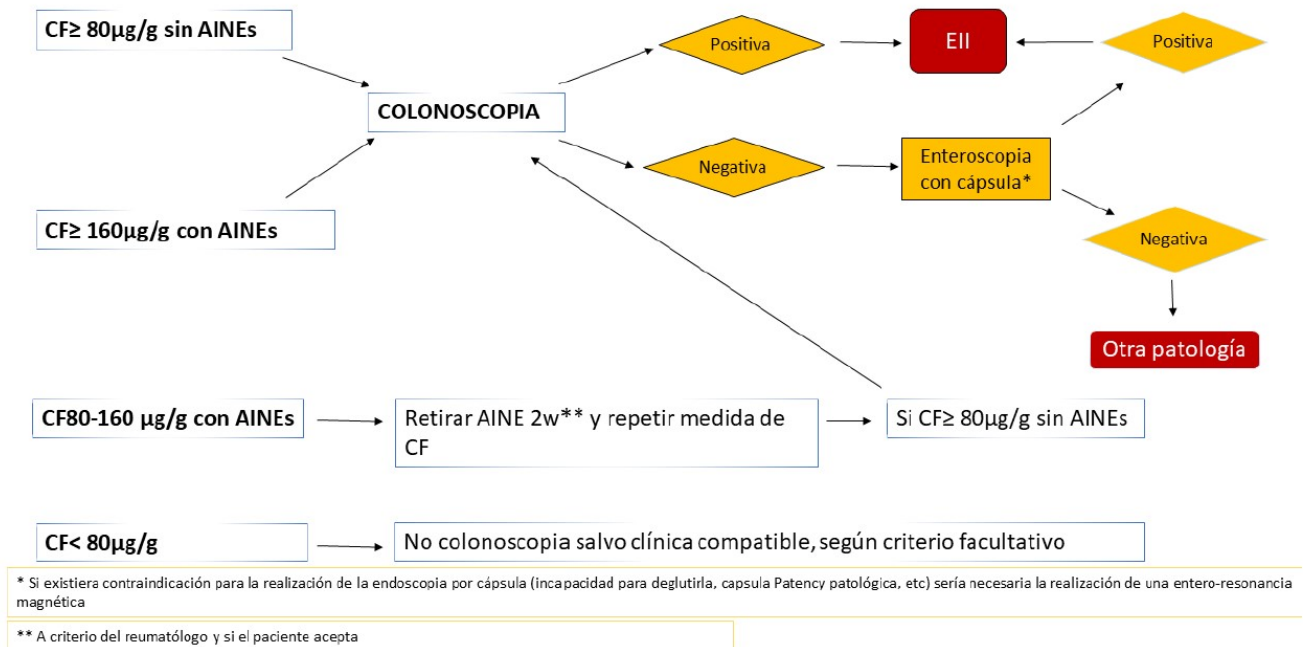 CF≥ 80µg/g sin AINEs
Positiva
EII
Positiva
COLONOSCOPIA
Negativa
Enteroscopia
con cápsula*
CF≥ 160µg/g con AINEs
Negativa
Otra patología
CF80-160 µg/g con AINEs
Retirar AINE 2w** y repetir medida de
CF
Si CF≥ 80µg/g sin AINEs
CF< 80µg/g
No colonoscopia salvo clínica compatible, según criterio facultativo
* Si existiera contraindicación para la realización de la endoscopia por cápsula (incapacidad para deglutirla, capsula Patency patológica, etc) sería necesaria la realización de una entero-resonancia
magnética
** A criterio del reumatólogo y si el paciente acepta